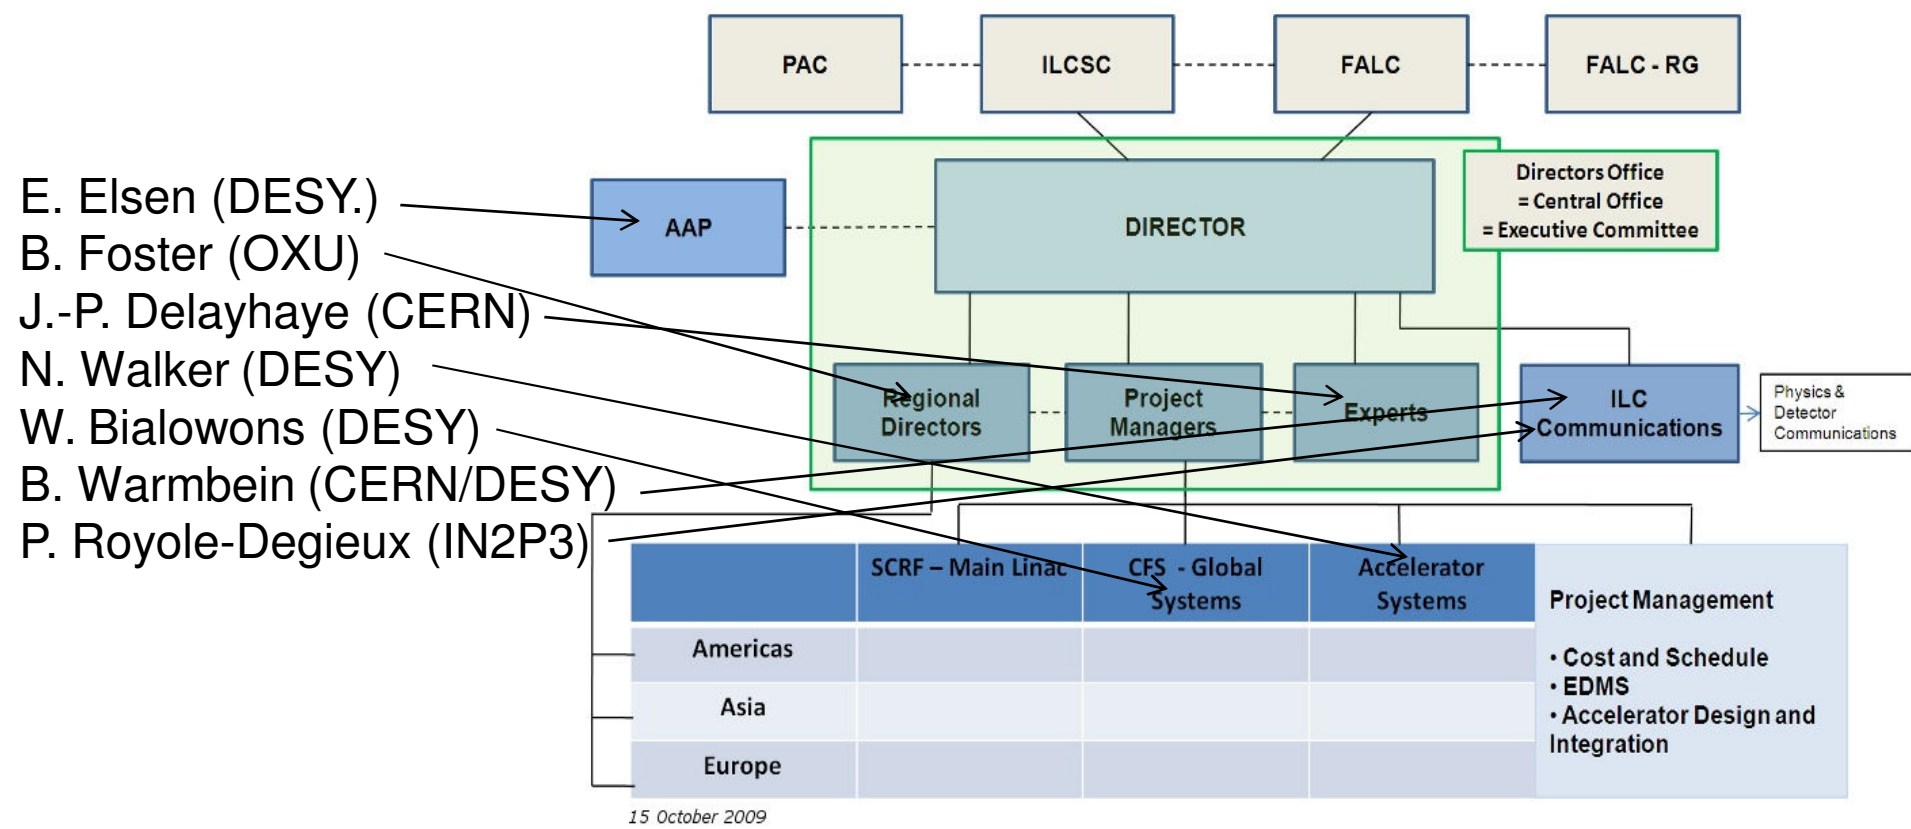 PAC
ILCSC
FALC
FALC - RG
E. Elsen (DESY.)
B. Foster (OXU)
J.-P. Delayhaye (CERN)
N. Walker (DESY)
W. Bialowons (DESY)
B. Warmbein (CERN/DESY)
P. Royole-Degieux (IN2P3)
AAP
DIRECTOR
Directors Office
= Central Office
= Executive Committee
Regional
Directors
Project
Managers
Experts
ILC
Communications
Physics &
Detector
Communications
SCRF – Main Linac
CFS - Global
Systems
Accelerator
Systems
Project Management
• Cost and Schedule
• EDMS
• Accelerator Design and
Integration
Americas
Asia
Europe
15 October 2009